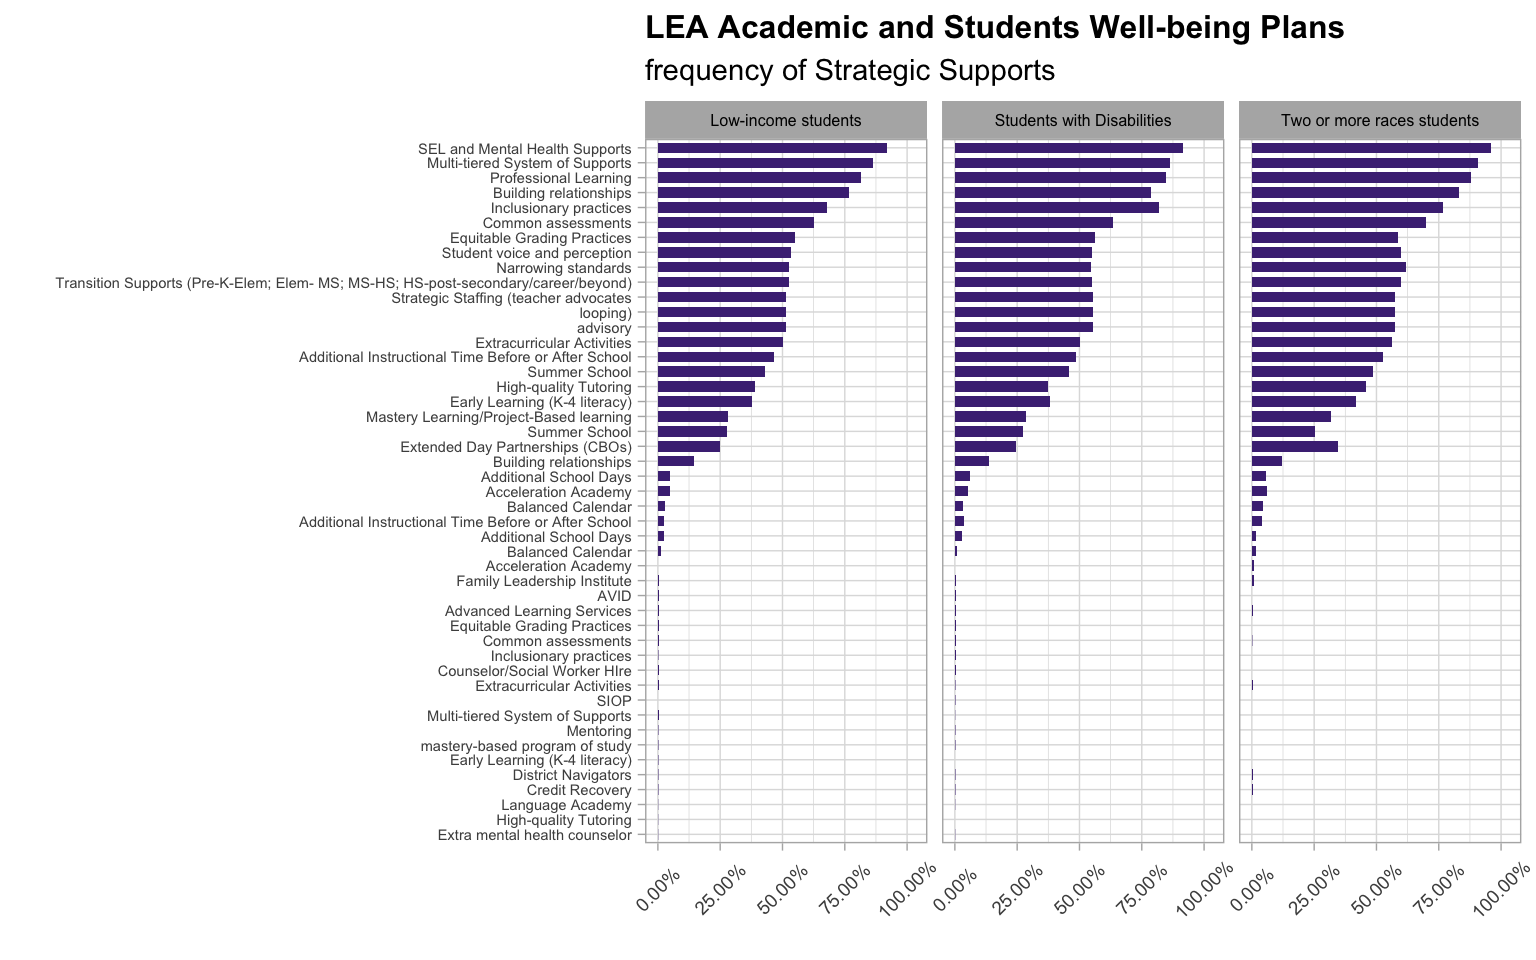 LEA Academic and Students Well-being Plans
frequency of Strategic Supports
Low-income students
Students with Disabilities
Two or more races students
SEL and Mental Health Supports
Multi-tiered System of Supports
Professional Learning
Building relationships
Inclusionary practices
Common assessments
Equitable Grading Practices
Student voice and perception
Narrowing standards
Transition Supports (Pre-K-Elem; Elem- MS; MS-HS; HS-post-secondary/career/beyond)
Strategic Staffing (teacher advocates
looping)
advisory
Extracurricular Activities
Additional Instructional Time Before or After School
Summer School
High-quality Tutoring
Early Learning (K-4 literacy)
Mastery Learning/Project-Based learning
Summer School
Extended Day Partnerships (CBOs)
Building relationships
Additional School Days
Acceleration Academy
Balanced Calendar
Additional Instructional Time Before or After School
Additional School Days
Balanced Calendar
Acceleration Academy
Family Leadership Institute
AVID
Advanced Learning Services
Equitable Grading Practices
Common assessments
Inclusionary practices
Counselor/Social Worker HIre
Extracurricular Activities
SIOP
Multi-tiered System of Supports
Mentoring
mastery-based program of study
Early Learning (K-4 literacy)
District Navigators
Credit Recovery
Language Academy
High-quality Tutoring
Extra mental health counselor
0.00% 25.00% 50.00% 75.00% 100.00%
0.00% 25.00% 50.00% 75.00% 100.00%
0.00% 25.00% 50.00% 75.00% 100.00%